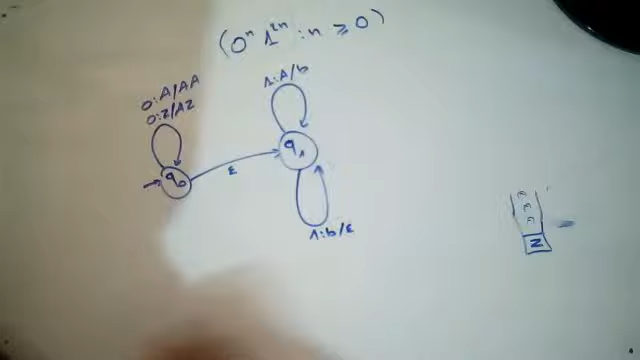 (0ⁿ 1²ⁿ : n ≥ 0)
1:A/b
0:A/AA
0:Z/AZ
q₁
q₀
ε
1:b/ε
ε
ε
ε
Z